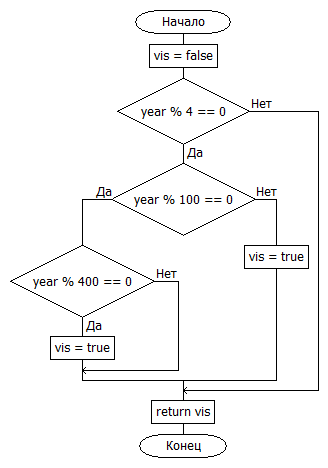 Начало
vis = false
year % 4 == 0
Нет
Да
Да
year % 100 == 0
Нет
vis = true
year % 400 == 0
Нет
Да
vis = true
return vis
Конец